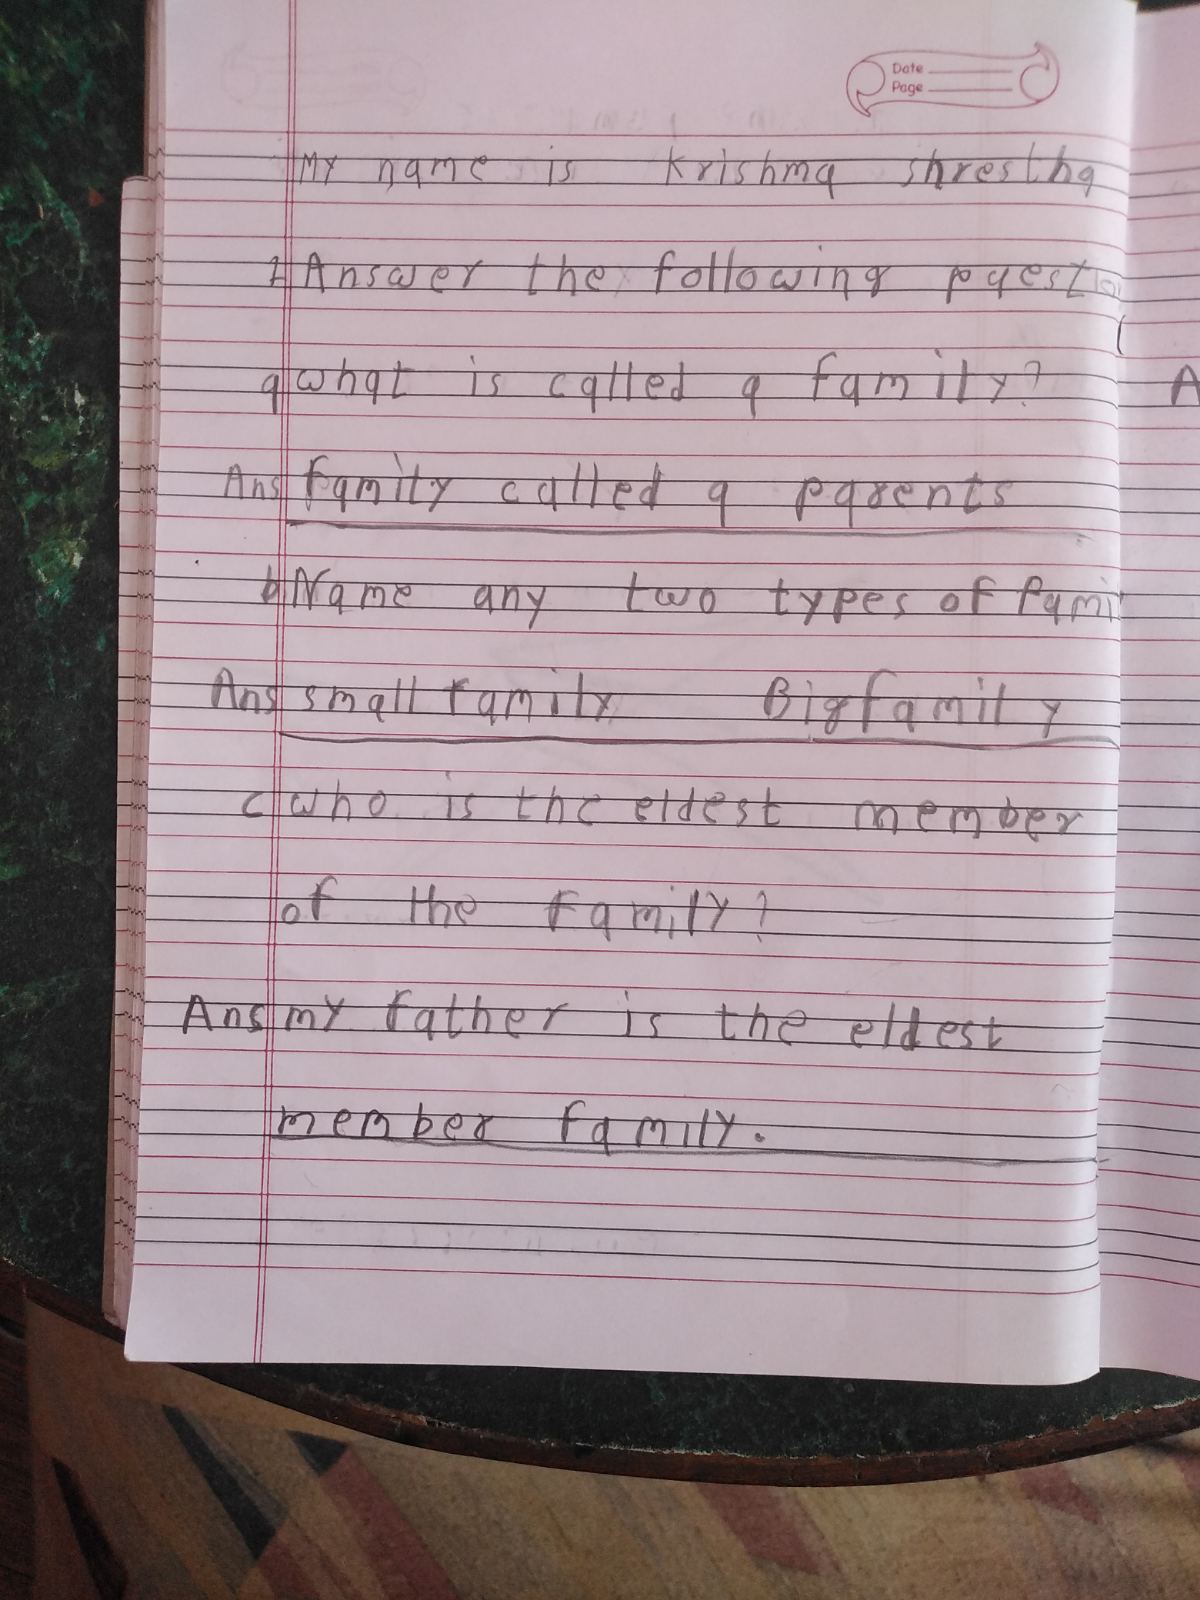 Date
Page
My name is Krishma shrestha
1 Answer the following
a what is called a family?
Ans family called a parents
b Name any two types of fami
Ans small family Big family
c who is the eldest member
of the family?
Ans my father is the eldest
member family.
A